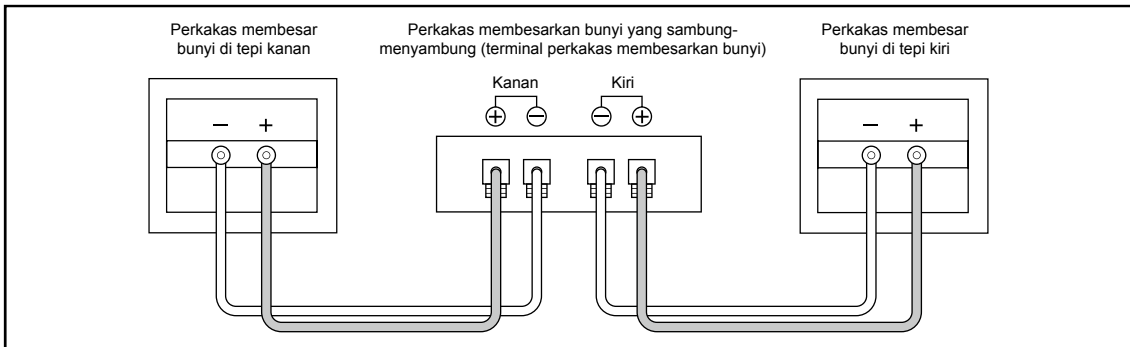 Perkakas membesar
bunyi di tepi kanan
Perkakas membesarkan bunyi yang sambung-
menyambung (terminal perkakas membesarkan bunyi)
Perkakas membesar
bunyi di tepi kiri
Kanan
Kiri
+ − − +
− +
− +